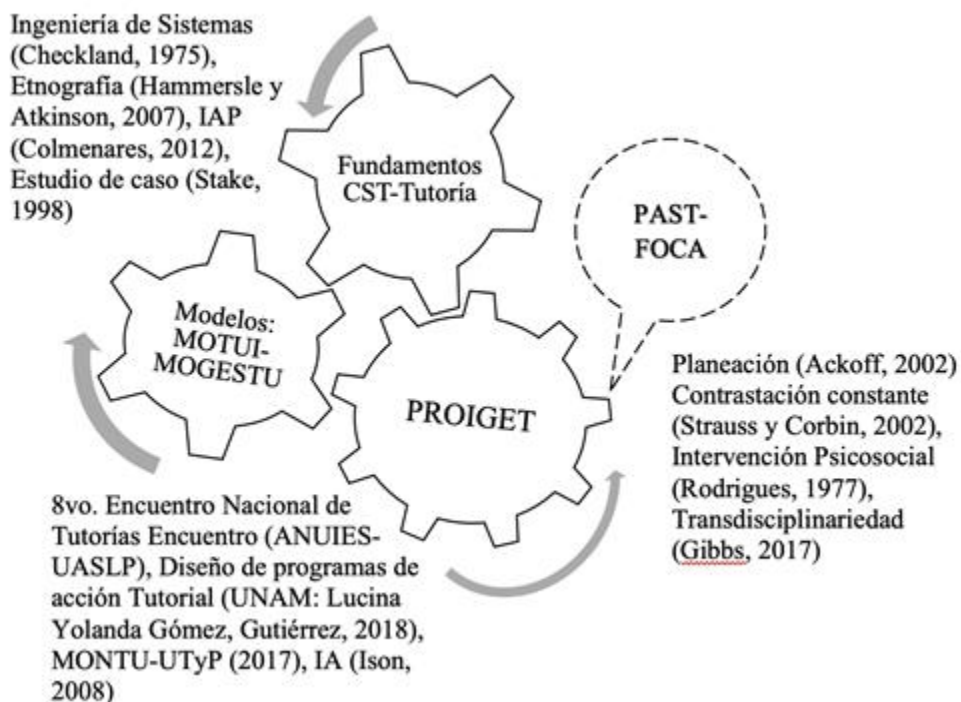 Ingeniería de Sistemas
(Checkland, 1975),
Etnografía (Hammersle y
Atkinson, 2007), IAP
(Colmenares, 2012),
Estudio de caso (Stake,
1998)
Fundamentos
CST-Tutoría
PAST-
FOCA
Modelos:
MOTUI-
MOGESTU
PROIGET
Planeación (Ackoff, 2002)
Contrastación constante
(Strauss y Corbin, 2002),
Intervención Psicosocial
(Rodrigues, 1977),
Transdisciplinariedad
(Gibbs, 2017)
8vo. Encuentro Nacional de
Tutorías Encuentro (ANUIES-
UASLP), Diseño de programas de
acción Tutorial (UNAM: Lucina
Yolanda Gómez, Gutiérrez, 2018),
MONTU-UTyP (2017), IA (Ison,
2008)